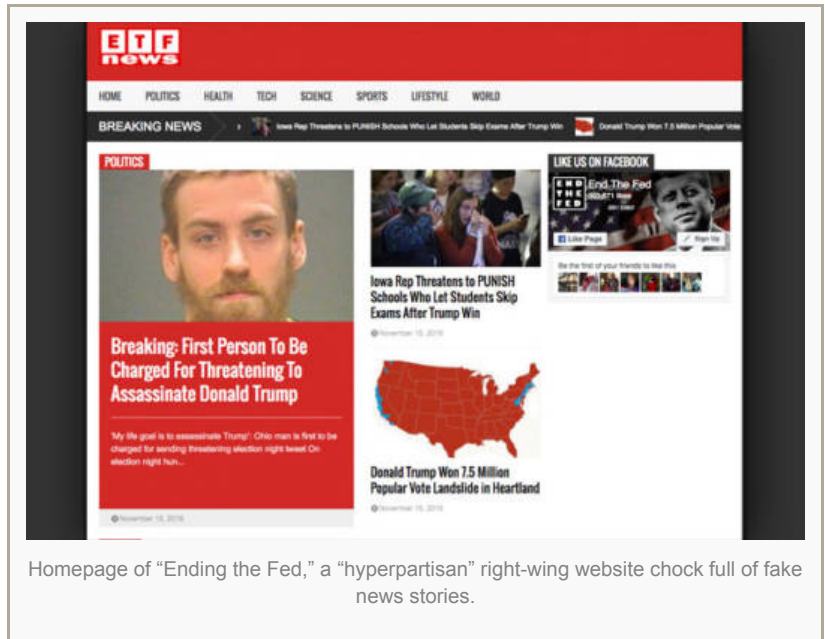 ETF
news
HOME POLITICS HEALTH TECH SCIENCE SPORTS LIFESTYLE WORLD
BREAKING NEWS Iowa Rep Threatens to PUNISH Schools Who Let Students Skip Exams After Trump Win Donald Trump Won 7.5 Million Popular Vote
POLITICS
Breaking: First Person To Be
Charged For Threatening To
Assassinate Donald Trump
'My life goal is to assassinate Trump': Ohio man is first to be
charged for sending threatening election night tweet On
election night hun...
November 15, 2016
Iowa Rep Threatens to PUNISH
Schools Who Let Students Skip
Exams After Trump Win
November 15, 2016
Donald Trump Won 7.5 Million
Popular Vote Landslide in Heartland
November 15, 2016
LIKE US ON FACEBOOK
END
THE
FED
End The Fed
likes
Like Page
Sign Up
Be the first of your friends to like this
Homepage of “Ending the Fed,” a “hyperpartisan” right-wing website chock full of fake
news stories.